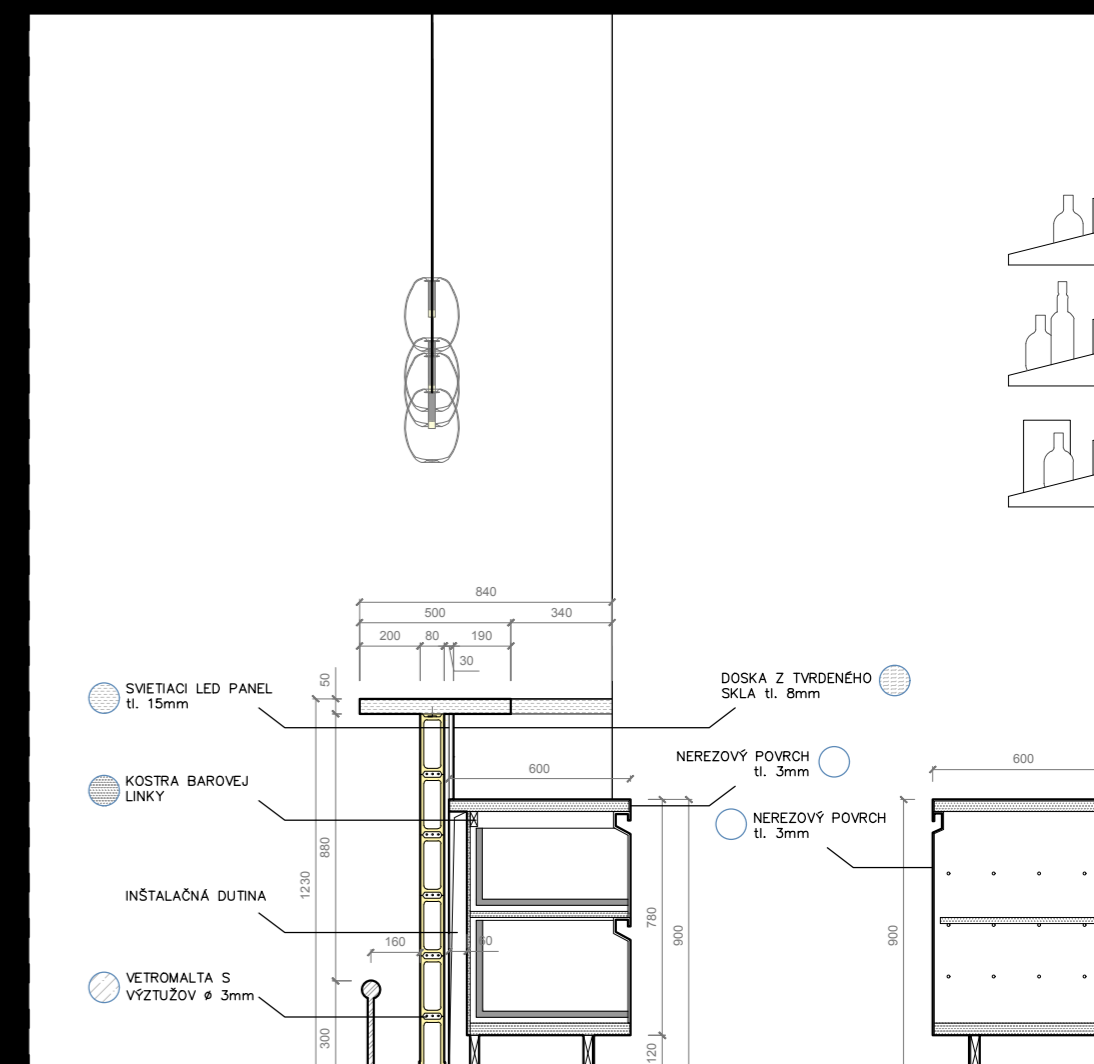 840
500 340
200 80 190
30
50
SVIETIACI LED PANEL
tl. 15mm
DOSKA Z TVRDENÉHO
SKLA tl. 8mm
NEREZOVÝ POVRCH
tl. 3mm
600
600
KOSTRA BAROVEJ
LINKY
NEREZOVÝ POVRCH
tl. 3mm
880
1230
INŠTALAČNÁ DUTINA
780
900
900
160 60
VETROMALTA S
VÝZTUŽOV ø 3mm
300
120